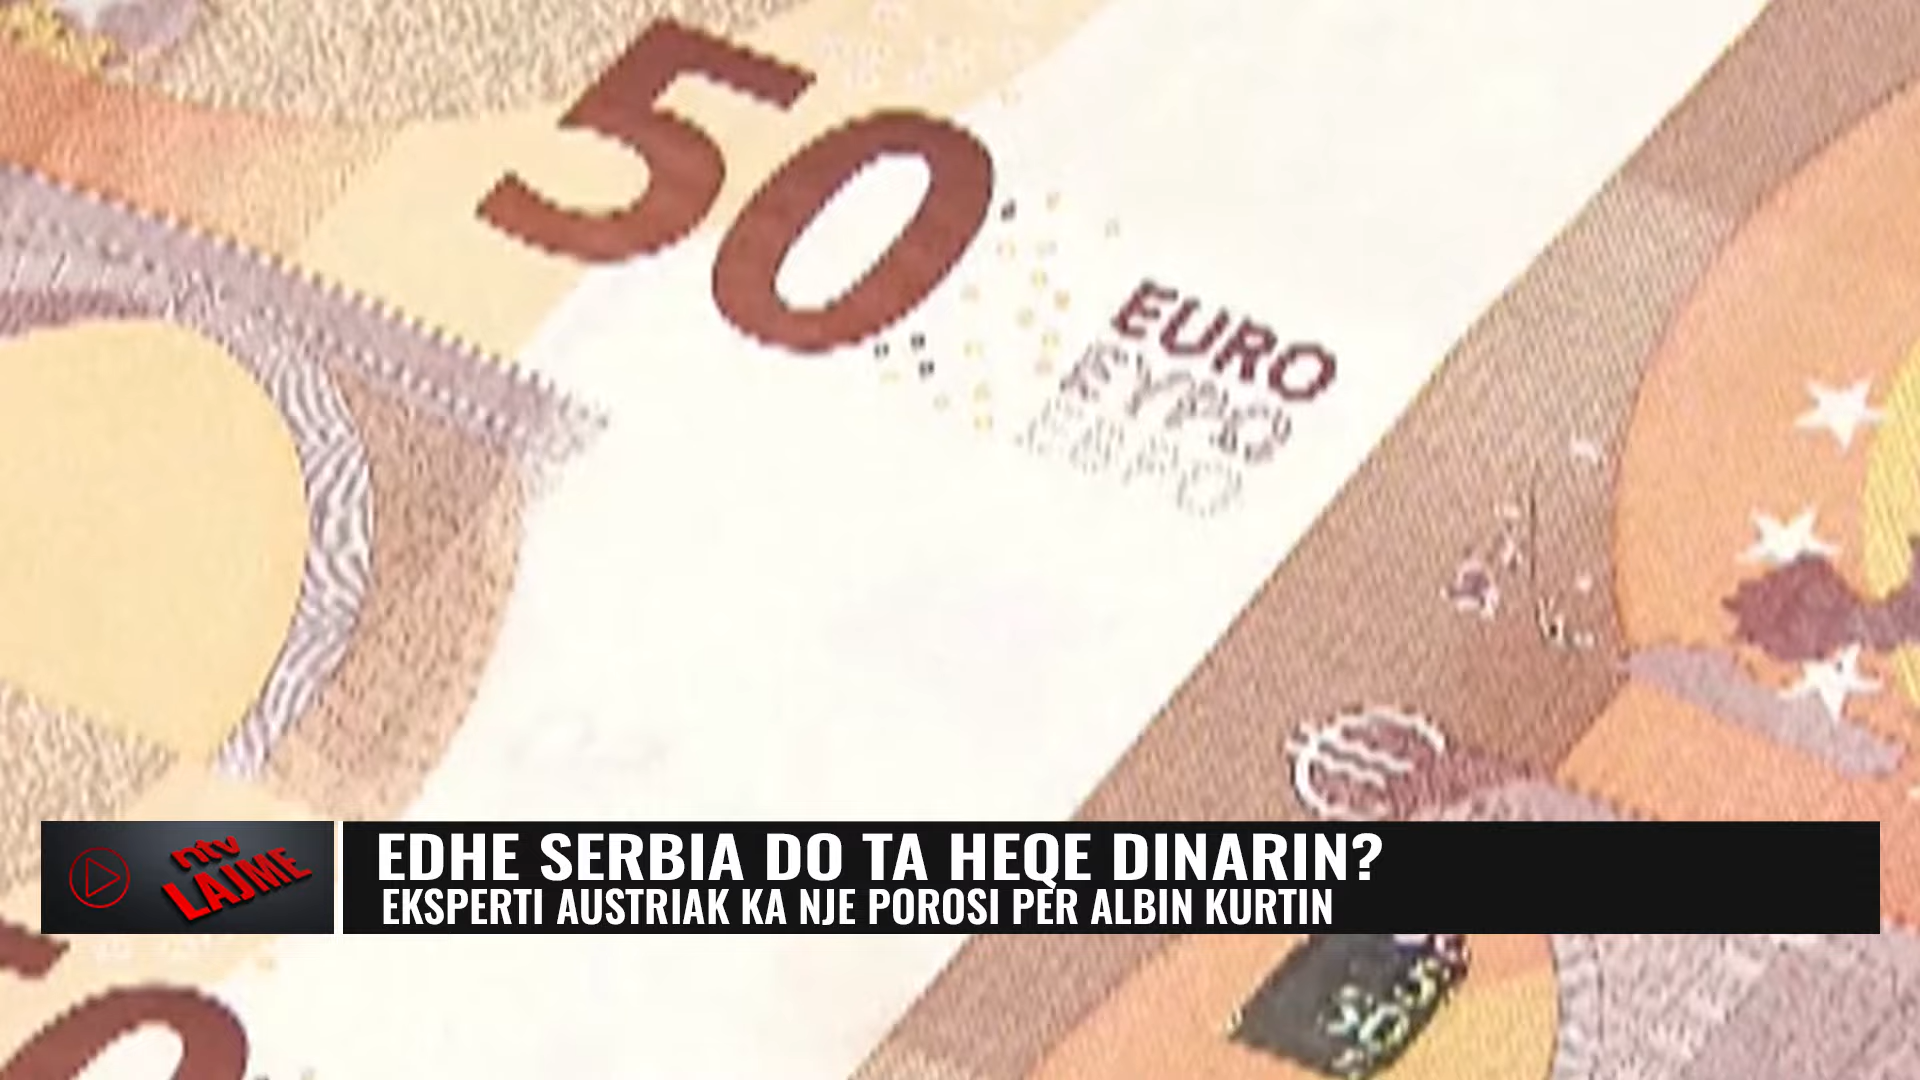 50
EURO
ΕΥΡΩ
ЕВРО
ntv
LAJME
EDHE SERBIA DO TA HEQE DINARIN?
EKSPERTI AUSTRIAK KA NJE POROSI PER ALBIN KURTIN